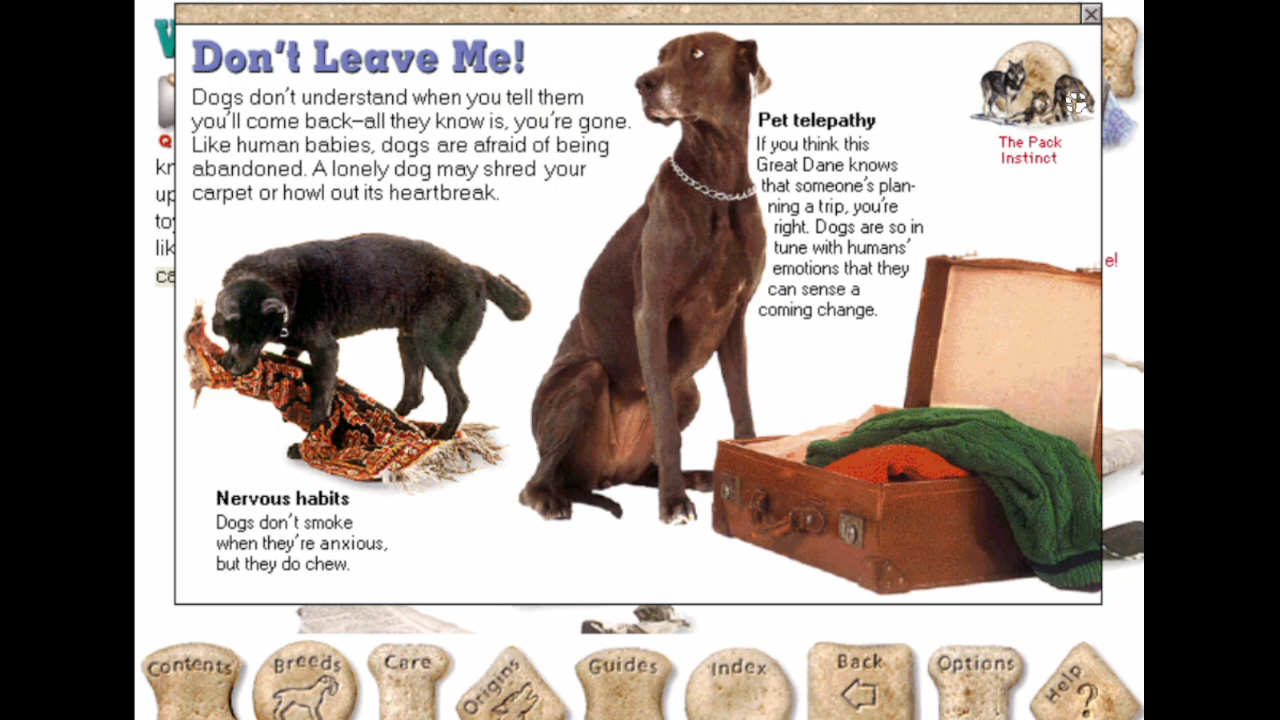 Don't Leave Me!
Dogs don't understand when you tell them
you'll come back—all they know is, you're gone.
Like human babies, dogs are afraid of being
abandoned. A lonely dog may shred your
carpet or howl out its heartbreak.
Pet telepathy
If you think this
Great Dane knows
that someone's plan-
ning a trip, you're
right. Dogs are so in
tune with humans'
emotions that they
can sense a
coming change.
The Pack
Instinct
Nervous habits
Dogs don't smoke
when they're anxious,
but they do chew.
kn
up
to
lik
ca
e!
Contents
Breeds
Care
Origins
Guides
Index
Back
Options
Help
?